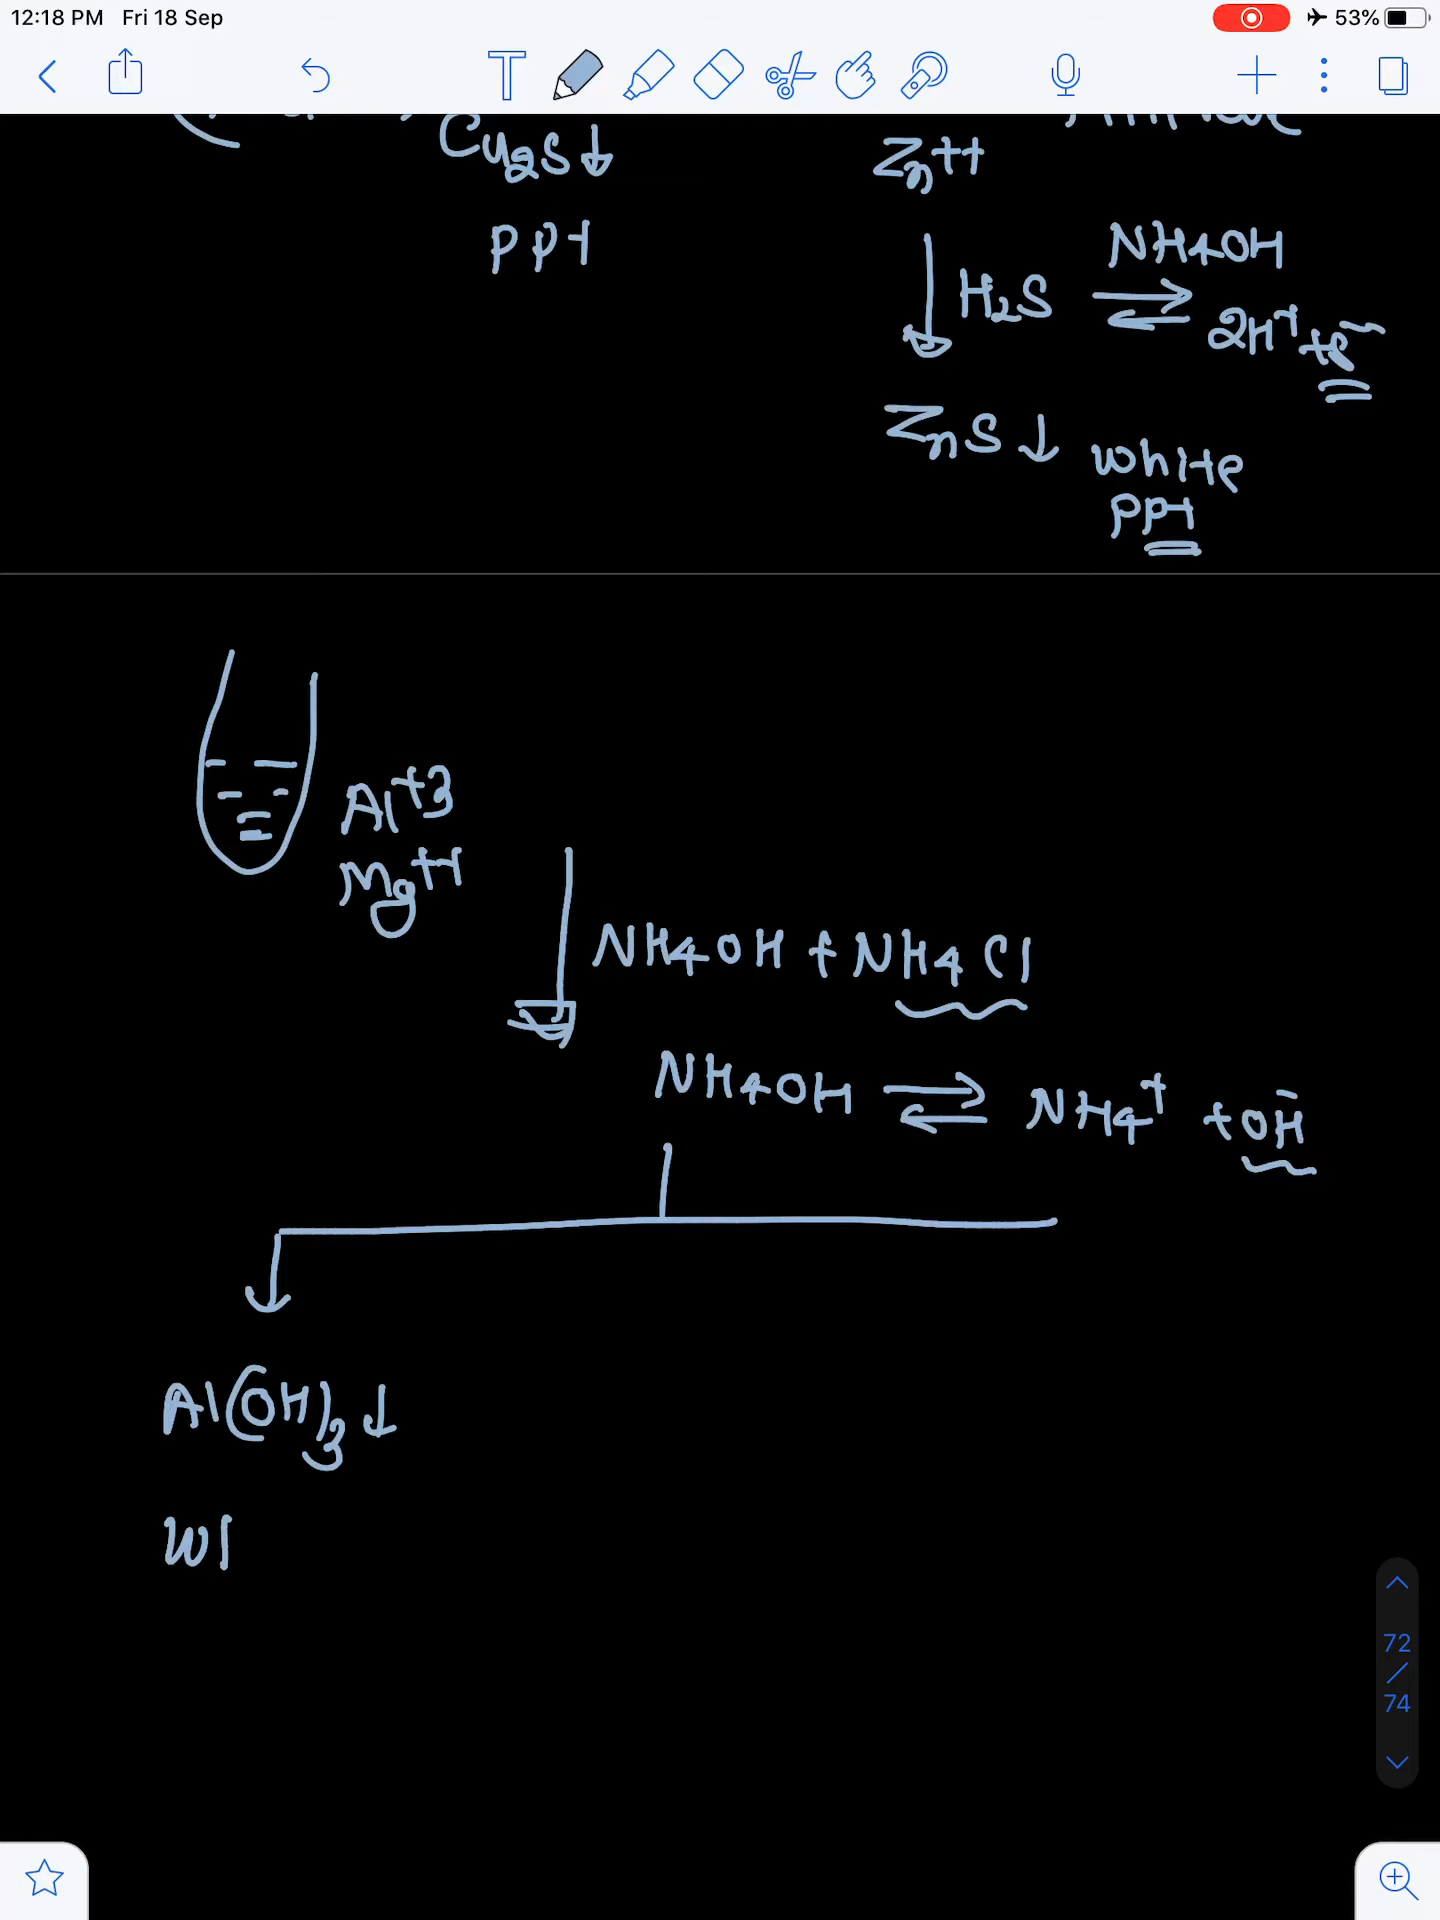 12:18 PM Fri 18 Sep
53%
T
Cu2S↓
Zn++
ppt
NH4OH
H2S ⇌ 2H+ + S--
ZnS↓ white
ppt
Al+3
Mg++
NH4OH + NH4Cl
NH4OH ⇌ NH4+ + OH-
Al(OH)3↓
72
/
74